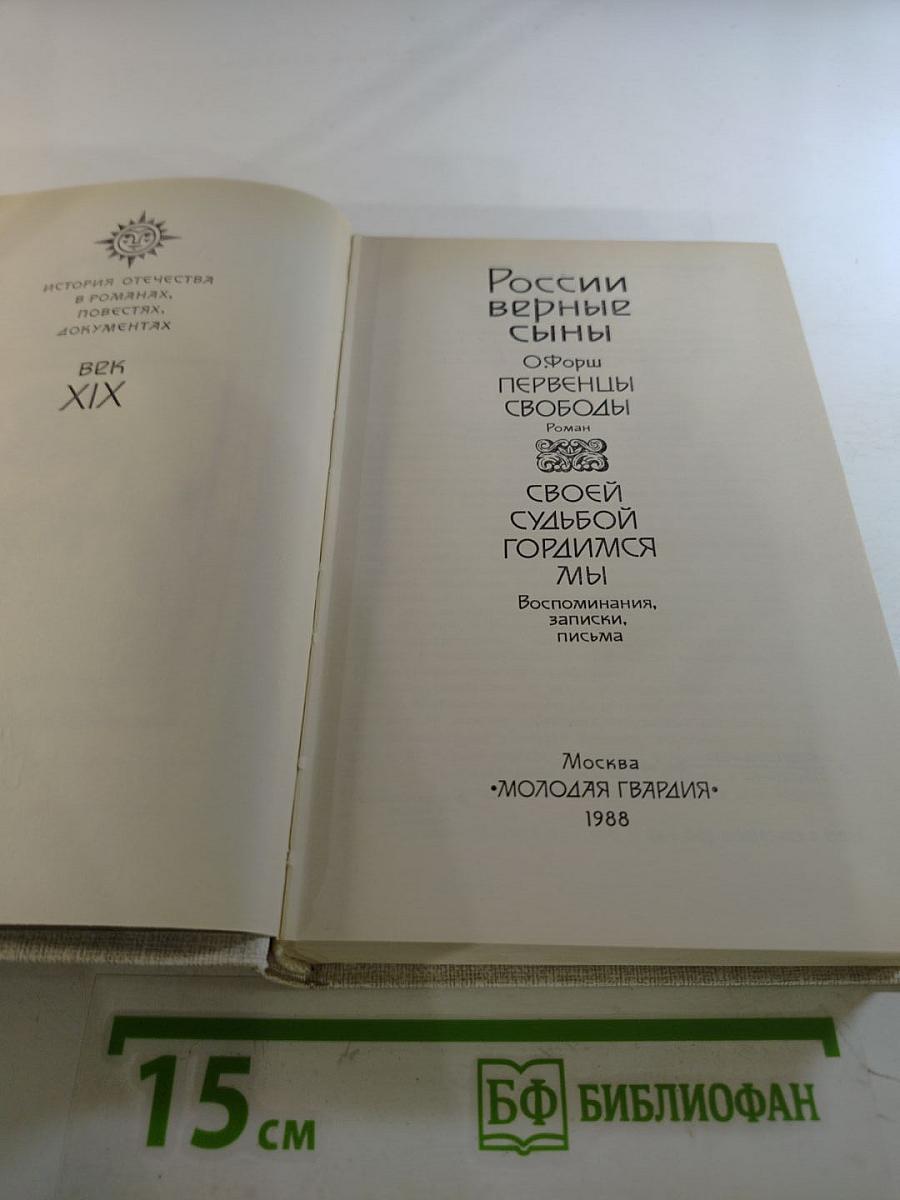 ИСТОРИЯ ОТЕЧЕСТВА
В РОМАНАХ,
ПОВЕСТЯХ,
ДОКУМЕНТАХ
ВЕК
XIX
России
верные
сыны
О.Форш
ПЕРВЕНЦЫ
СВОБОДЫ
Роман
СВОЕЙ
СУДЬБОЙ
ГОРДИМСЯ
МЫ
Воспоминания,
записки,
письма
Москва
•МОЛОДАЯ ГВАРДИЯ•
1988
15 см
БФ БИБЛИОФАН